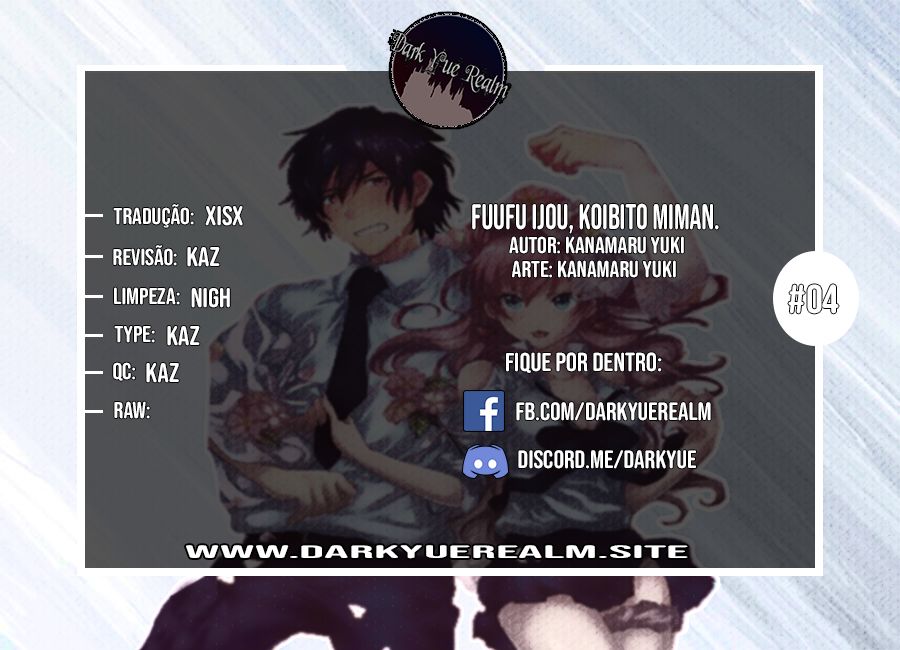 Dark Yue Realm
TRADUÇÃO: XISX
REVISÃO: KAZ
LIMPEZA: NIGH
TYPE: KAZ
QC: KAZ
RAW:
FUUFU IJOU, KOIBITO MIMAN.
AUTOR: KANAMARU YUKI
ARTE: KANAMARU YUKI
#04
FIQUE POR DENTRO:
FB.COM/DARKYUEREALM
DISCORD.ME/DARKYUE
WWW.DARKYUEREALM.SITE